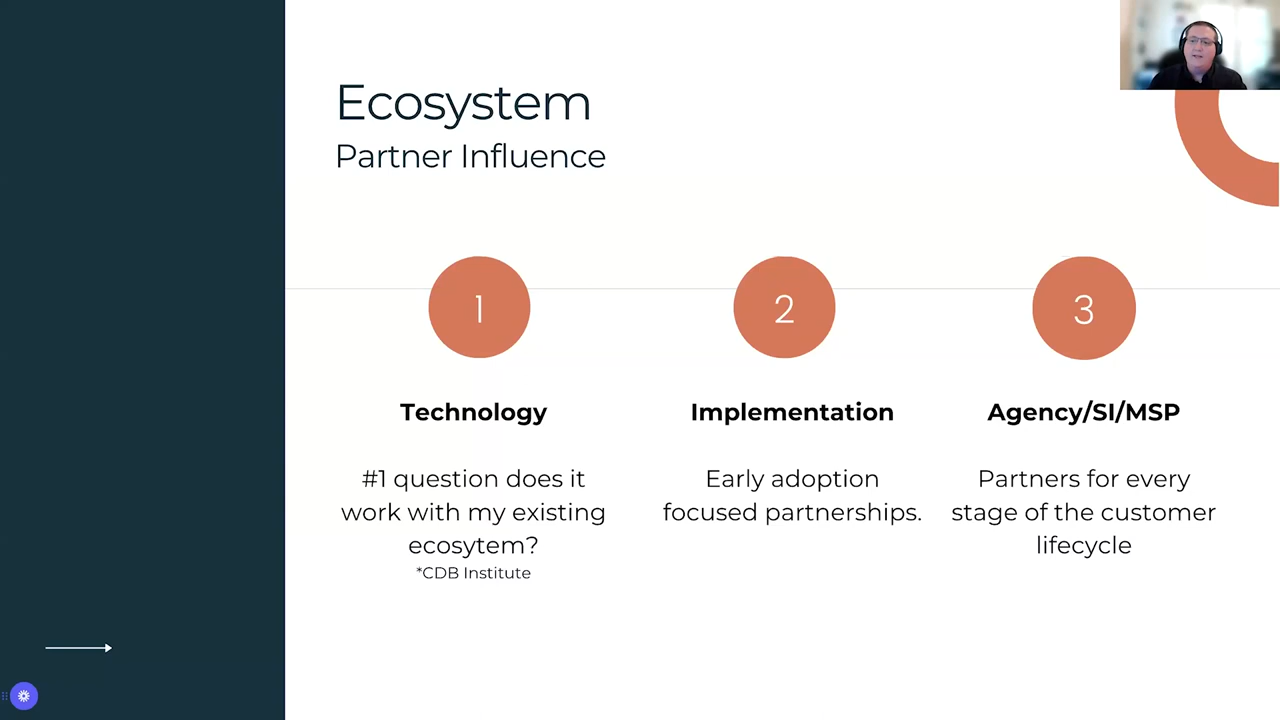 Ecosystem
Partner Influence
1
2
3
Technology
Implementation
Agency/SI/MSP
#1 question does it
work with my existing
ecosytem?
*CDB Institute
Early adoption
focused partnerships.
Partners for every
stage of the customer
lifecycle